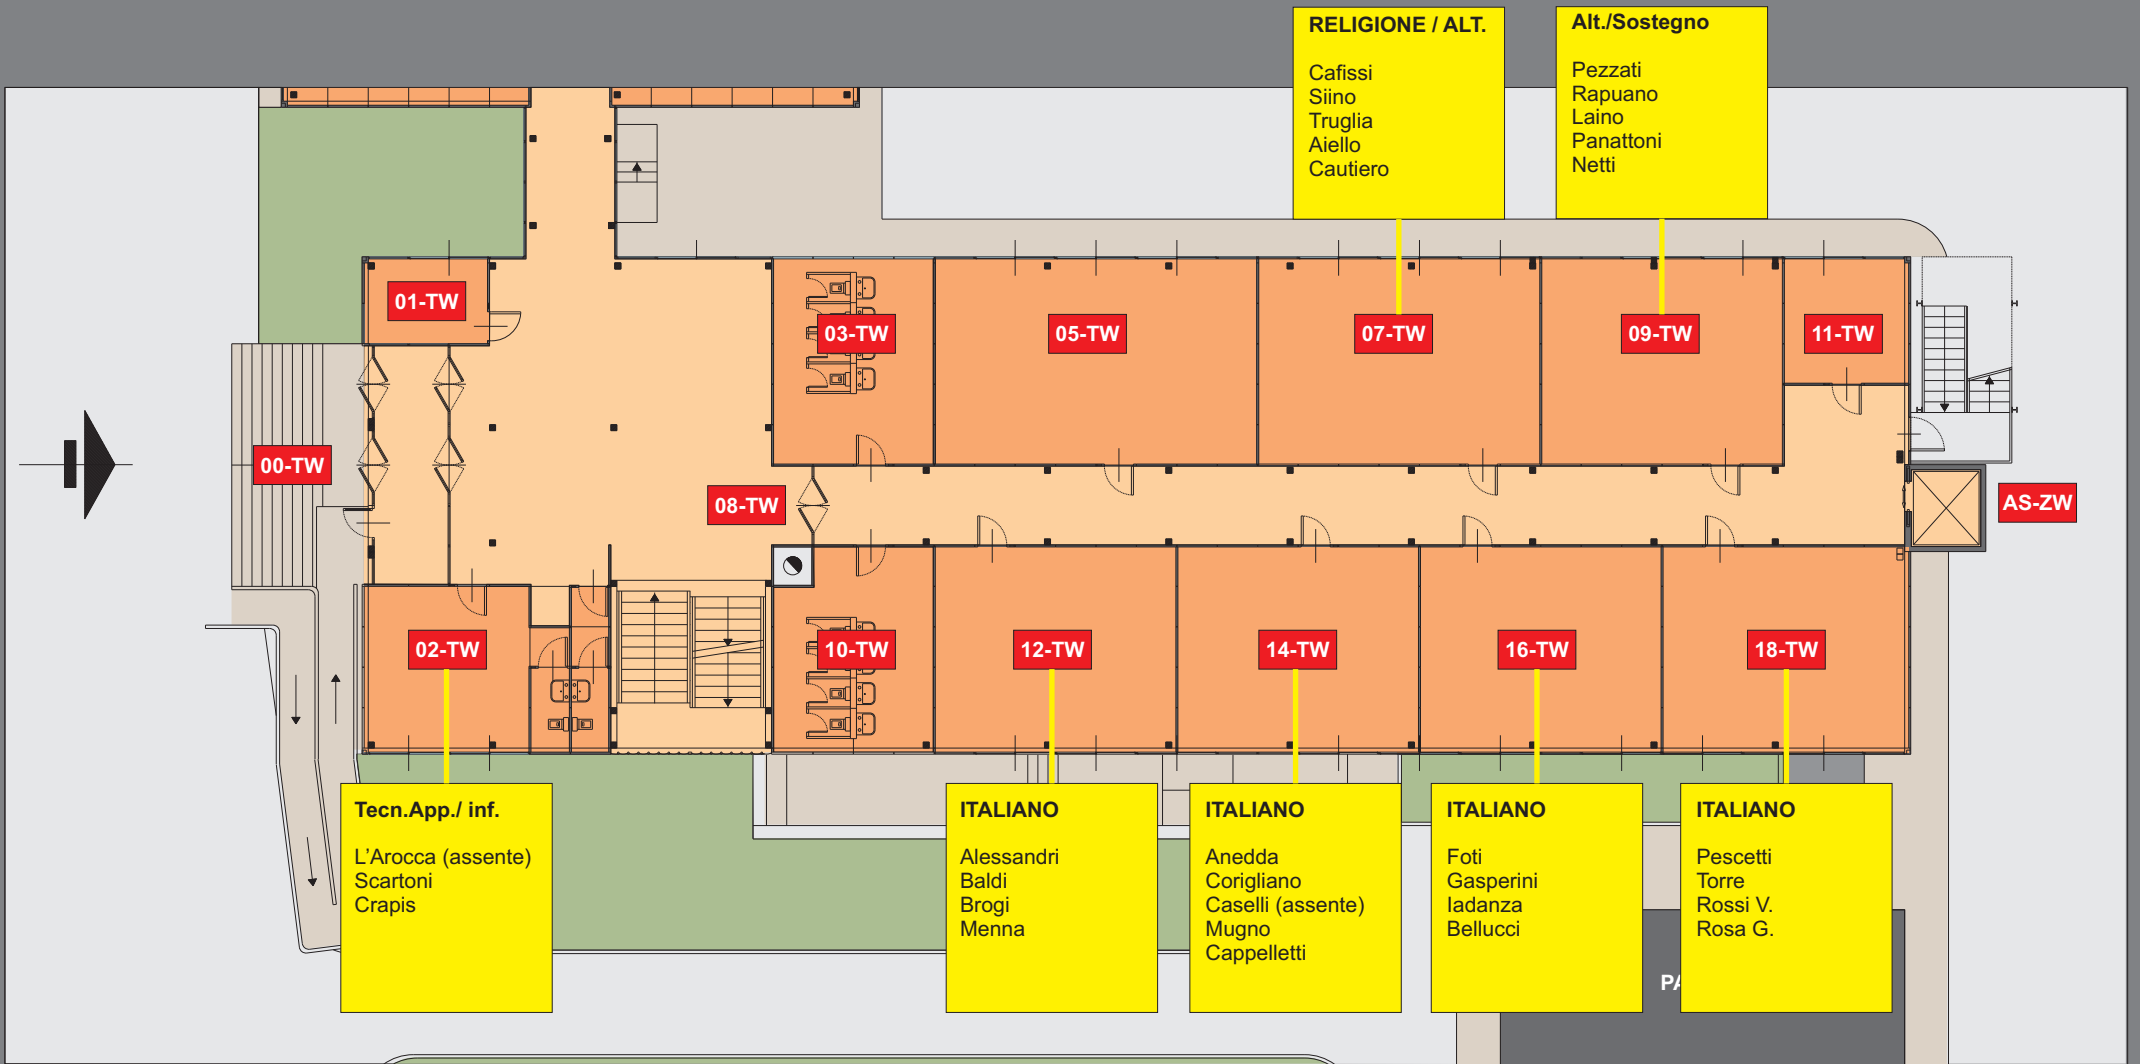 RELIGIONE / ALT.
Cafissi
Siino
Truglia
Aiello
Cautiero
Alt./Sostegno
Pezzati
Rapuano
Laino
Panattoni
Netti
01-TW
03-TW
05-TW
07-TW
09-TW
11-TW
00-TW
08-TW
AS-ZW
02-TW
10-TW
12-TW
14-TW
16-TW
18-TW
Tecn.App./ inf.
L'Arocca (assente)
Scartoni
Crapis
ITALIANO
Alessandri
Baldi
Brogi
Menna
ITALIANO
Anedda
Corigliano
Caselli (assente)
Mugno
Cappelletti
ITALIANO
Foti
Gasperini
Iadanza
Bellucci
ITALIANO
Pescetti
Torre
Rossi V.
Rosa G.